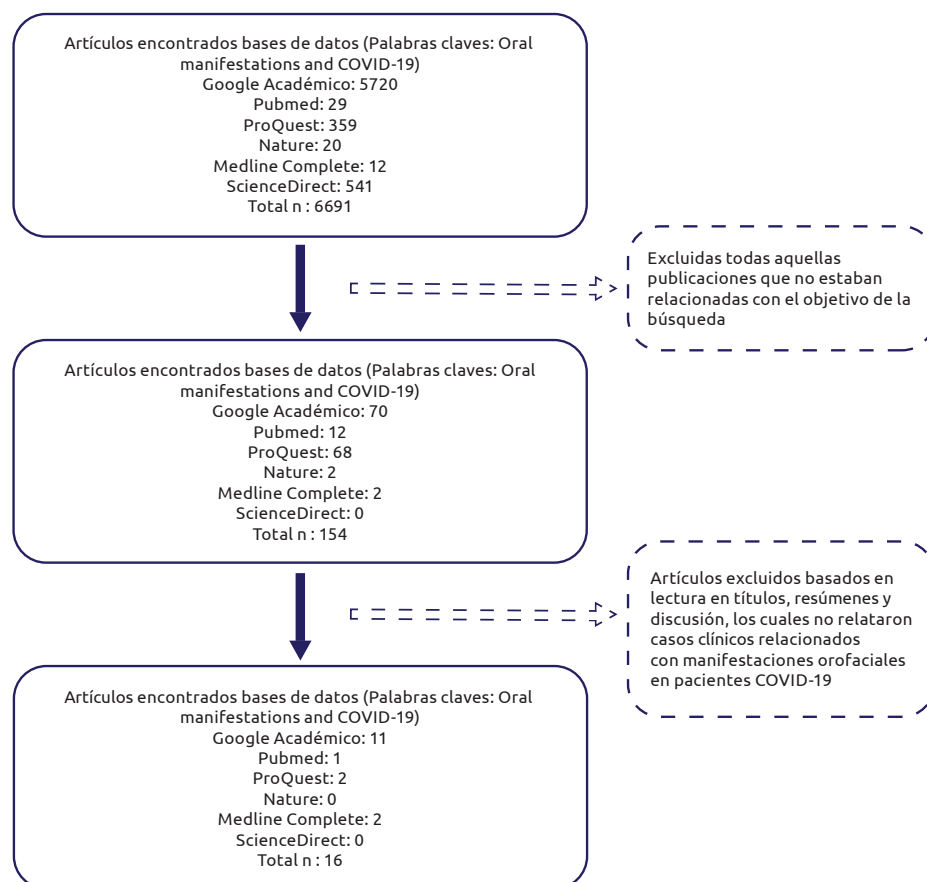 Artículos encontrados bases de datos (Palabras claves: Oral
manifestations and COVID-19)
Google Académico: 5720
Pubmed: 29
ProQuest: 359
Nature: 20
Medline Complete: 12
ScienceDirect: 541
Total n : 6691
Excluidas todas aquellas
publicaciones que no estaban
relacionadas con el objetivo de la
búsqueda
Artículos encontrados bases de datos (Palabras claves: Oral
manifestations and COVID-19)
Google Académico: 70
Pubmed: 12
ProQuest: 68
Nature: 2
Medline Complete: 2
ScienceDirect: 0
Total n : 154
Artículos excluidos basados en
lectura en títulos, resúmenes y
discusión, los cuales no relataron
casos clínicos relacionados
con manifestaciones orofaciales
en pacientes COVID-19
Artículos encontrados bases de datos (Palabras claves: Oral
manifestations and COVID-19)
Google Académico: 11
Pubmed: 1
ProQuest: 2
Nature: 0
Medline Complete: 2
ScienceDirect: 0
Total n : 16